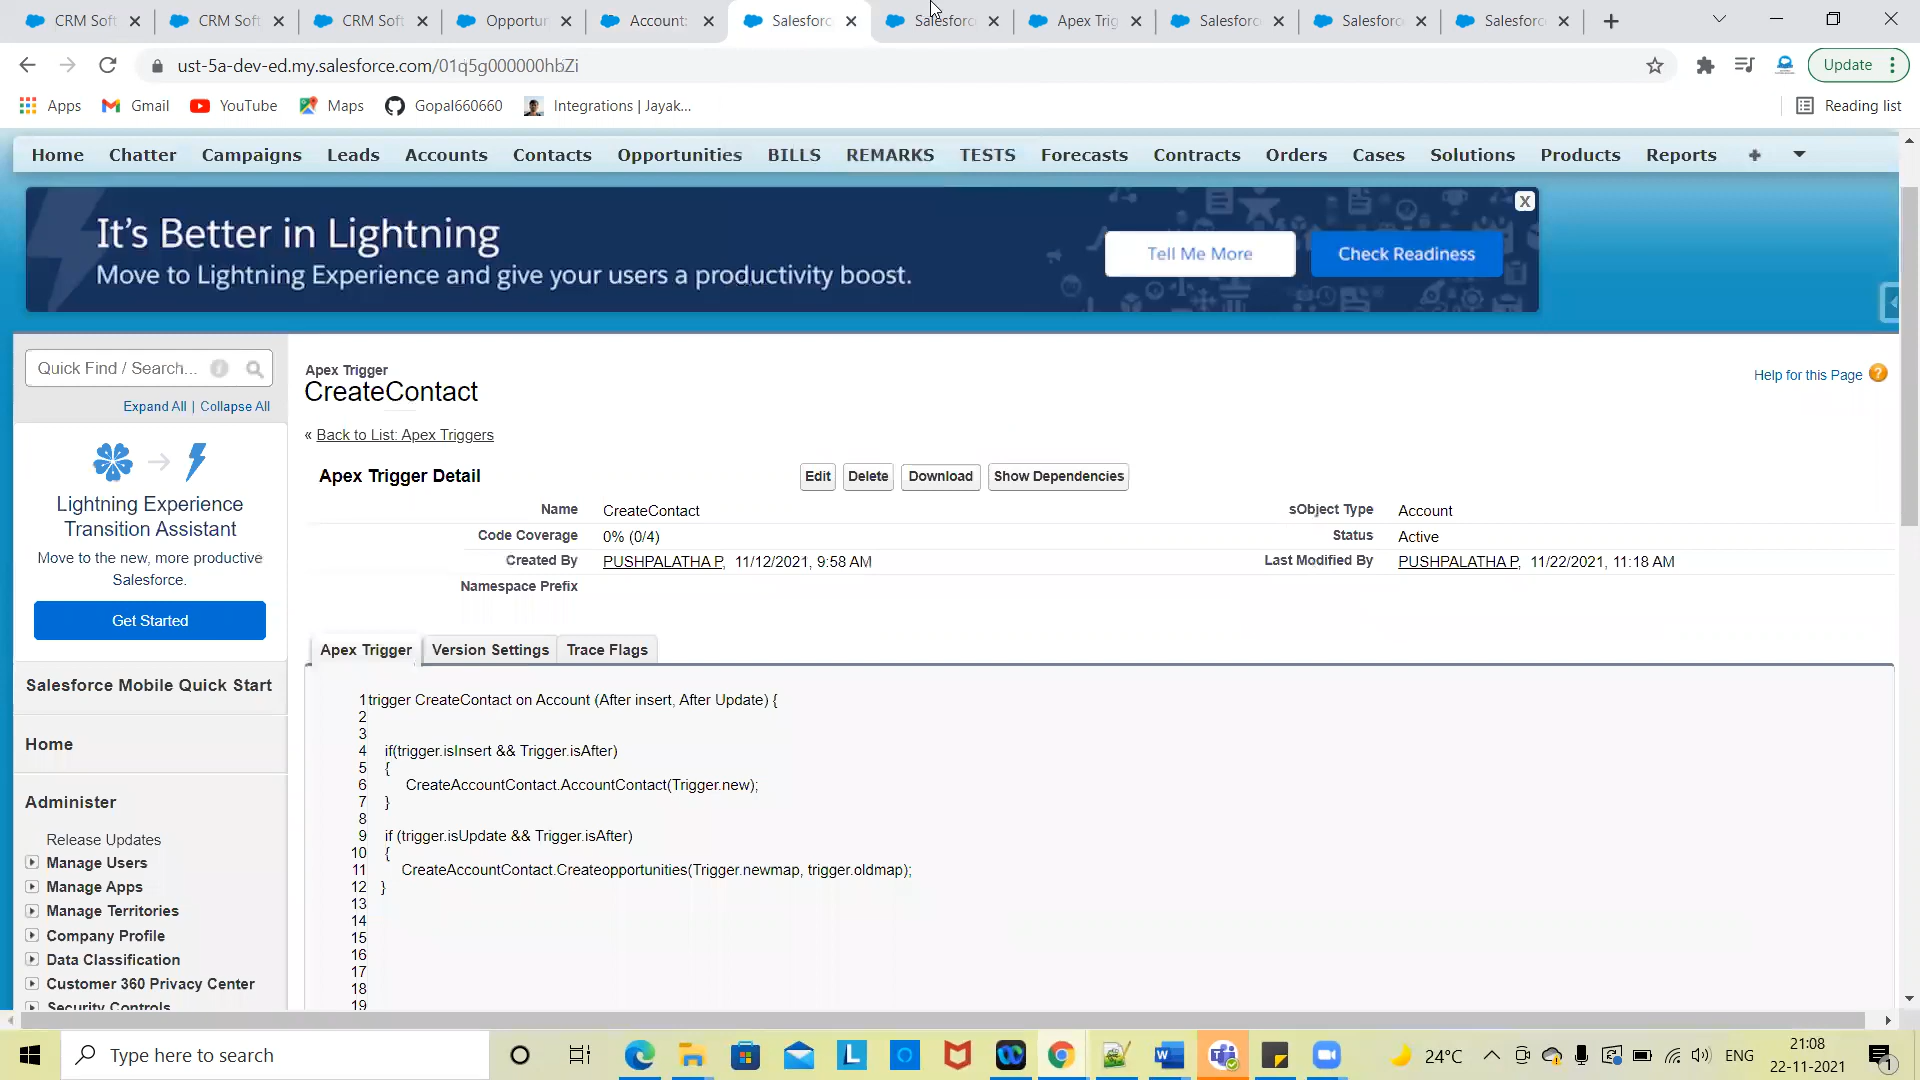 CRM Soft
CRM Soft
CRM Soft
Opportun
Account:
Salesforc
Salesforc
Apex Trig
Salesforc
Salesforc
Salesforc
ust-5a-dev-ed.my.salesforce.com/01q5g000000hbZi
Update
Apps Gmail YouTube Maps Gopal660660 Integrations | Jayak... Reading list
Home Chatter Campaigns Leads Accounts Contacts Opportunities BILLS REMARKS TESTS Forecasts Contracts Orders Cases Solutions Products Reports +
It's Better in Lightning
Move to Lightning Experience and give your users a productivity boost.
Tell Me More
Check Readiness
X
Quick Find / Search...
Expand All | Collapse All
Lightning Experience
Transition Assistant
Move to the new, more productive
Salesforce.
Get Started
Salesforce Mobile Quick Start
Home
Administer
Release Updates
Manage Users
Manage Apps
Manage Territories
Company Profile
Data Classification
Customer 360 Privacy Center
Security Controls
Apex Trigger
CreateContact
Help for this Page ?
« Back to List: Apex Triggers
Apex Trigger Detail
Edit Delete Download Show Dependencies
Name CreateContact sObject Type Account
Code Coverage 0% (0/4) Status Active
Created By PUSHPALATHA P, 11/12/2021, 9:58 AM Last Modified By PUSHPALATHA P, 11/22/2021, 11:18 AM
Namespace Prefix
Apex Trigger Version Settings Trace Flags
1 trigger CreateContact on Account (After insert, After Update) {
2
3
4 if(trigger.isInsert && Trigger.isAfter)
5 {
6 CreateAccountContact.AccountContact(Trigger.new);
7 }
8
9 if (trigger.isUpdate && Trigger.isAfter)
10 {
11 CreateAccountContact.Createopportunities(Trigger.newmap, trigger.oldmap);
12 }
13
14
15
16
17
18
19
Type here to search
24°C
ENG
21:08
22-11-2021
1